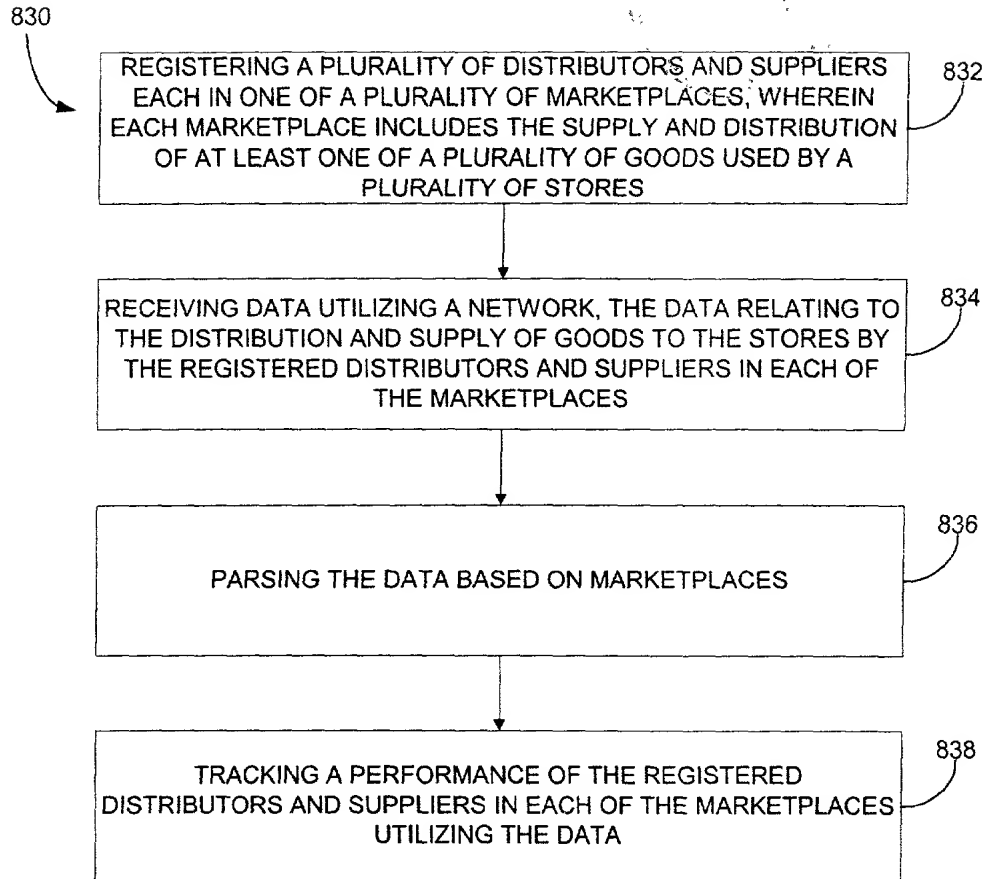 830
REGISTERING A PLURALITY OF DISTRIBUTORS AND SUPPLIERS
EACH IN ONE OF A PLURALITY OF MARKETPLACES, WHEREIN
EACH MARKETPLACE INCLUDES THE SUPPLY AND DISTRIBUTION
OF AT LEAST ONE OF A PLURALITY OF GOODS USED BY A
PLURALITY OF STORES
832
RECEIVING DATA UTILIZING A NETWORK, THE DATA RELATING TO
THE DISTRIBUTION AND SUPPLY OF GOODS TO THE STORES BY
THE REGISTERED DISTRIBUTORS AND SUPPLIERS IN EACH OF
THE MARKETPLACES
834
PARSING THE DATA BASED ON MARKETPLACES
836
TRACKING A PERFORMANCE OF THE REGISTERED
DISTRIBUTORS AND SUPPLIERS IN EACH OF THE MARKETPLACES
UTILIZING THE DATA
838